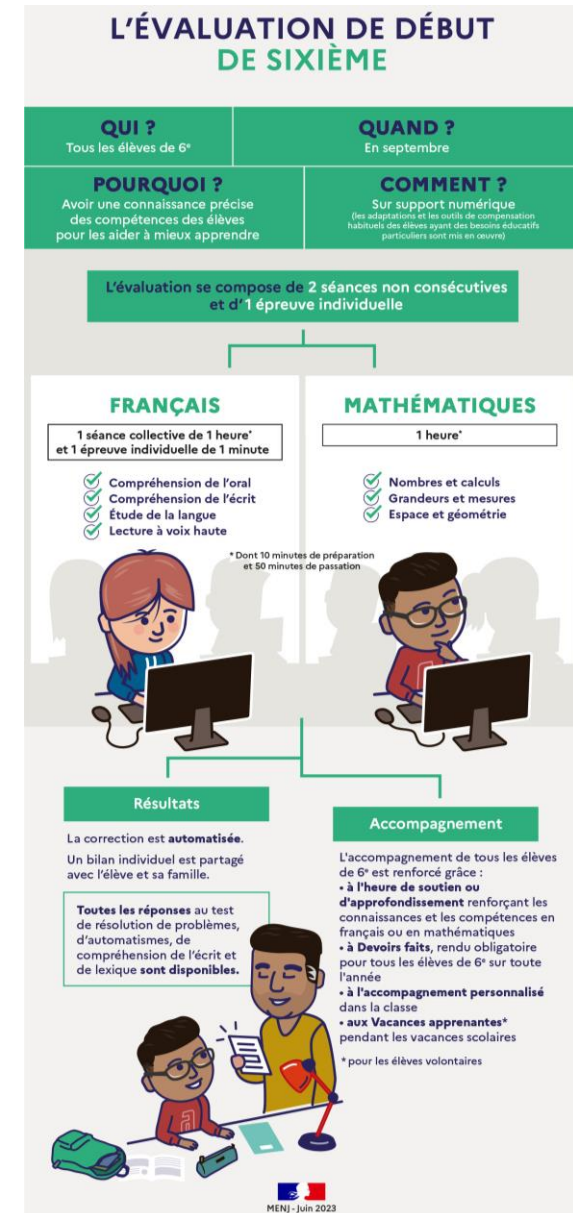 L'ÉVALUATION DE DÉBUT
DE SIXIÈME
QUI ?
Tous les élèves de 6e
QUAND ?
En septembre
POURQUOI ?
Avoir une connaissance précise
des compétences des élèves
pour les aider à mieux apprendre
COMMENT ?
Sur support numérique
(les adaptations et les outils de compensation
habituels des élèves ayant des besoins éducatifs
particuliers sont mis en œuvre)
L'évaluation se compose de 2 séances non consécutives
et d'1 épreuve individuelle
FRANÇAIS
1 séance collective de 1 heure*
et 1 épreuve individuelle de 1 minute
Compréhension de l'oral
Compréhension de l'écrit
Étude de la langue
Lecture à voix haute
MATHÉMATIQUES
1 heure*
Nombres et calculs
Grandeurs et mesures
Espace et géométrie
* Dont 10 minutes de préparation
et 50 minutes de passation
Résultats
La correction est automatisée.
Un bilan individuel est partagé
avec l'élève et sa famille.
Toutes les réponses au test
de résolution de problèmes,
d'automatismes, de
compréhension de l'écrit et
de lexique sont disponibles.
Accompagnement
L'accompagnement de tous les élèves
de 6e est renforcé grâce :
• à l'heure de soutien ou
d'approfondissement renforçant les
connaissances et les compétences en
français ou en mathématiques
• à Devoirs faits, rendu obligatoire
pour tous les élèves de 6e sur toute
l'année
• à l'accompagnement personnalisé
dans la classe
• aux Vacances apprenantes*
pendant les vacances scolaires
* pour les élèves volontaires
MENJ - Juin 2023